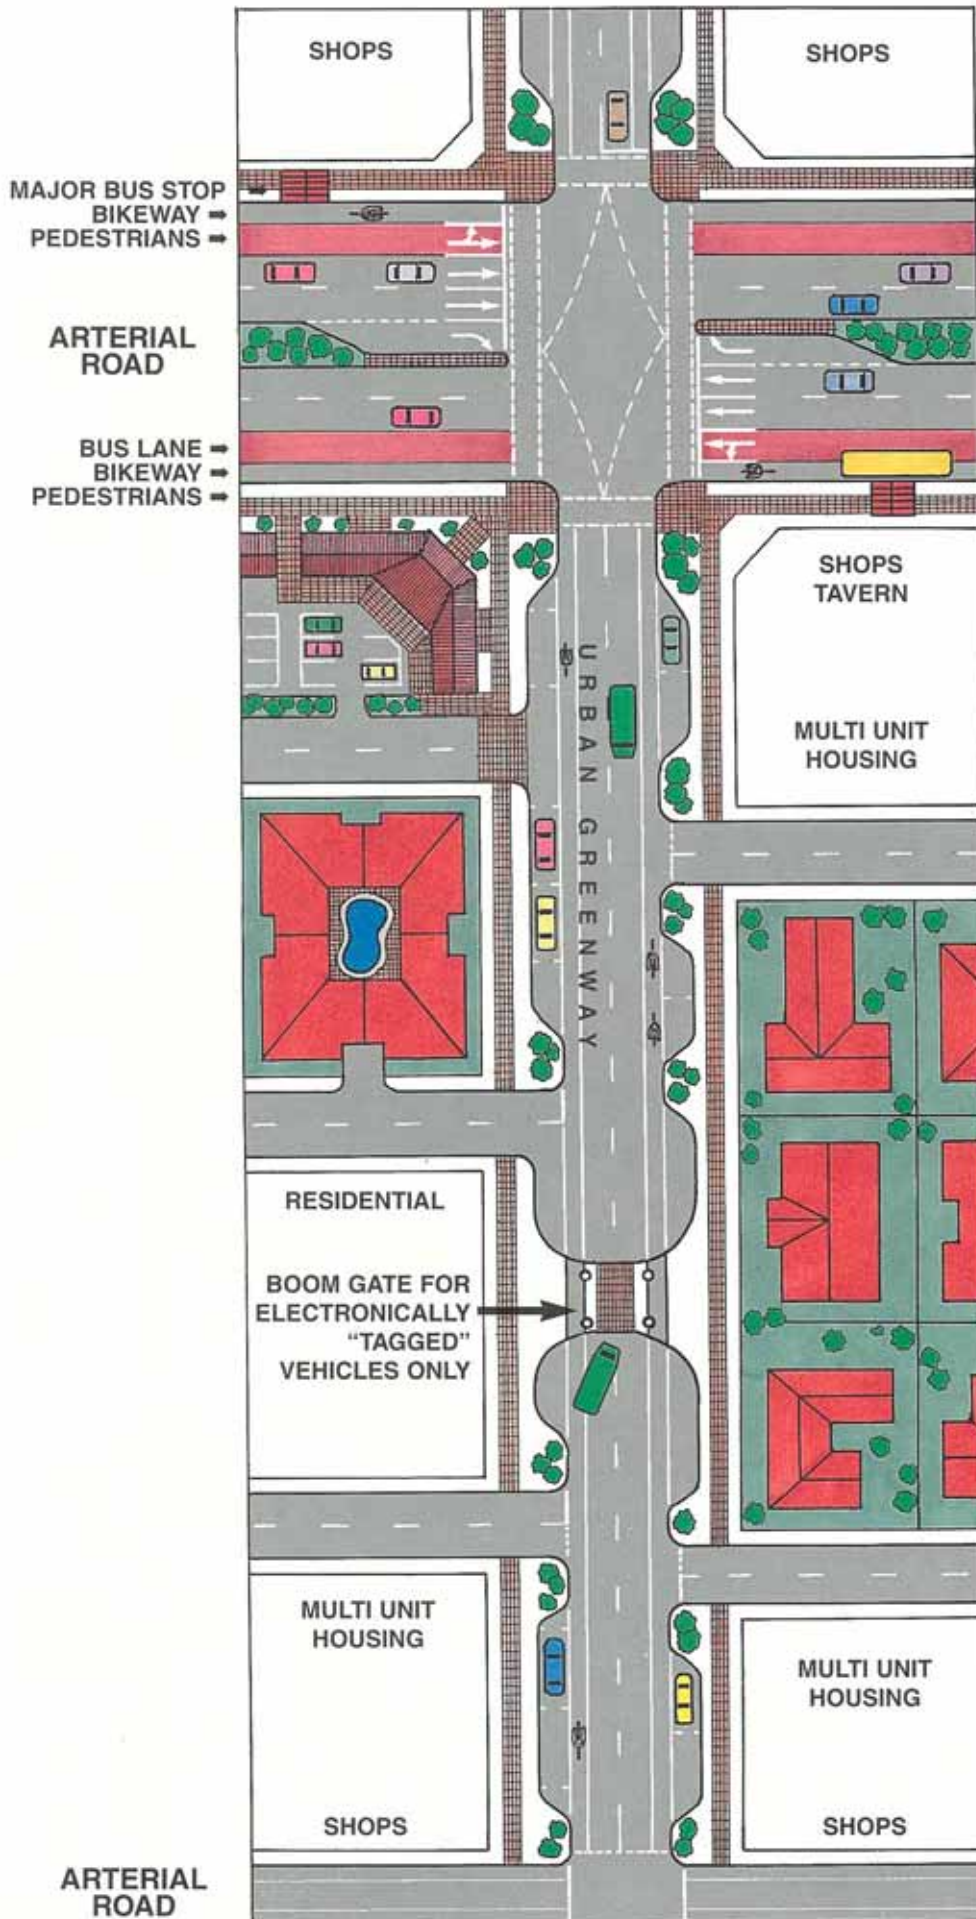 SHOPS
SHOPS
MAJOR BUS STOP
BIKEWAY
PEDESTRIANS
ARTERIAL
ROAD
BUS LANE
BIKEWAY
PEDESTRIANS
SHOPS
TAVERN
MULTI UNIT
HOUSING
URBAN GREENWAY
RESIDENTIAL
BOOM GATE FOR
ELECTRONICALLY
“TAGGED”
VEHICLES ONLY
MULTI UNIT
HOUSING
SHOPS
MULTI UNIT
HOUSING
SHOPS
ARTERIAL
ROAD